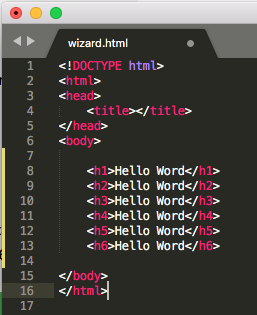 wizard.html
1 <!DOCTYPE html>
2 <html>
3 <head>
4 <title></title>
5 </head>
6 <body>
7
8 <h1>Hello Word</h1>
9 <h2>Hello Word</h2>
10 <h3>Hello Word</h3>
11 <h4>Hello Word</h4>
12 <h5>Hello Word</h5>
13 <h6>Hello Word</h6>
14
15 </body>
16 </html>
17